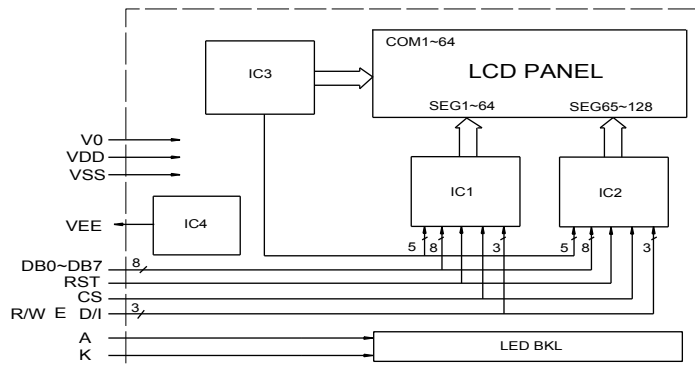 COM1~64
IC3
LCD PANEL
SEG1~64 SEG65~128
V0
VDD
VSS
IC1 IC2
VEE
IC4
5 8 3 5 8 3
DB0~DB7 8
RST
CS
R/W E D/I 3
A
LED BKL
K